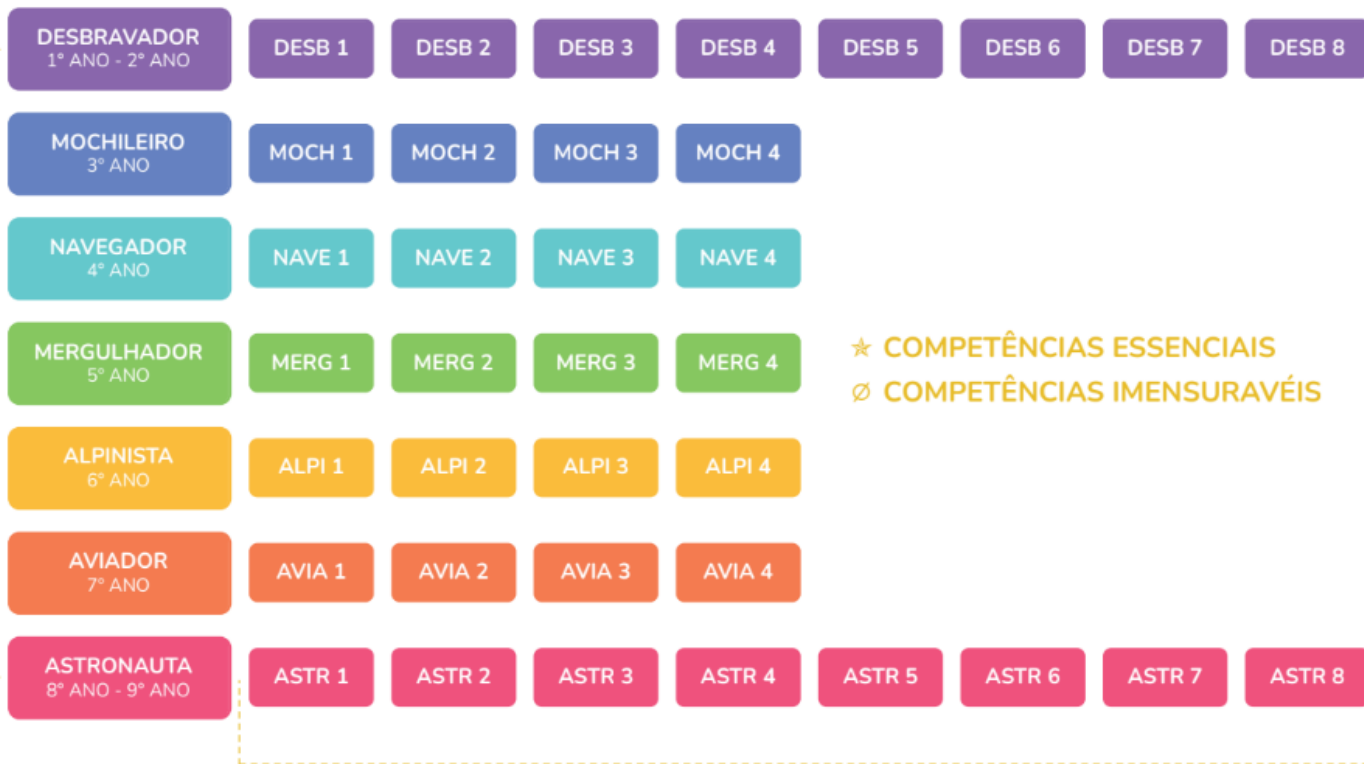 DESBRAVADOR
1° ANO - 2° ANO
DESB 1 DESB 2 DESB 3 DESB 4 DESB 5 DESB 6 DESB 7 DESB 8
MOCHILEIRO
3° ANO
MOCH 1 MOCH 2 MOCH 3 MOCH 4
NAVEGADOR
4° ANO
NAVE 1 NAVE 2 NAVE 3 NAVE 4
MERGULHADOR
5° ANO
MERG 1 MERG 2 MERG 3 MERG 4
✯ COMPETÊNCIAS ESSENCIAIS
∅ COMPETÊNCIAS IMENSURAVÉIS
ALPINISTA
6° ANO
ALPI 1 ALPI 2 ALPI 3 ALPI 4
AVIADOR
7° ANO
AVIA 1 AVIA 2 AVIA 3 AVIA 4
ASTRONAUTA
8° ANO - 9° ANO
ASTR 1 ASTR 2 ASTR 3 ASTR 4 ASTR 5 ASTR 6 ASTR 7 ASTR 8